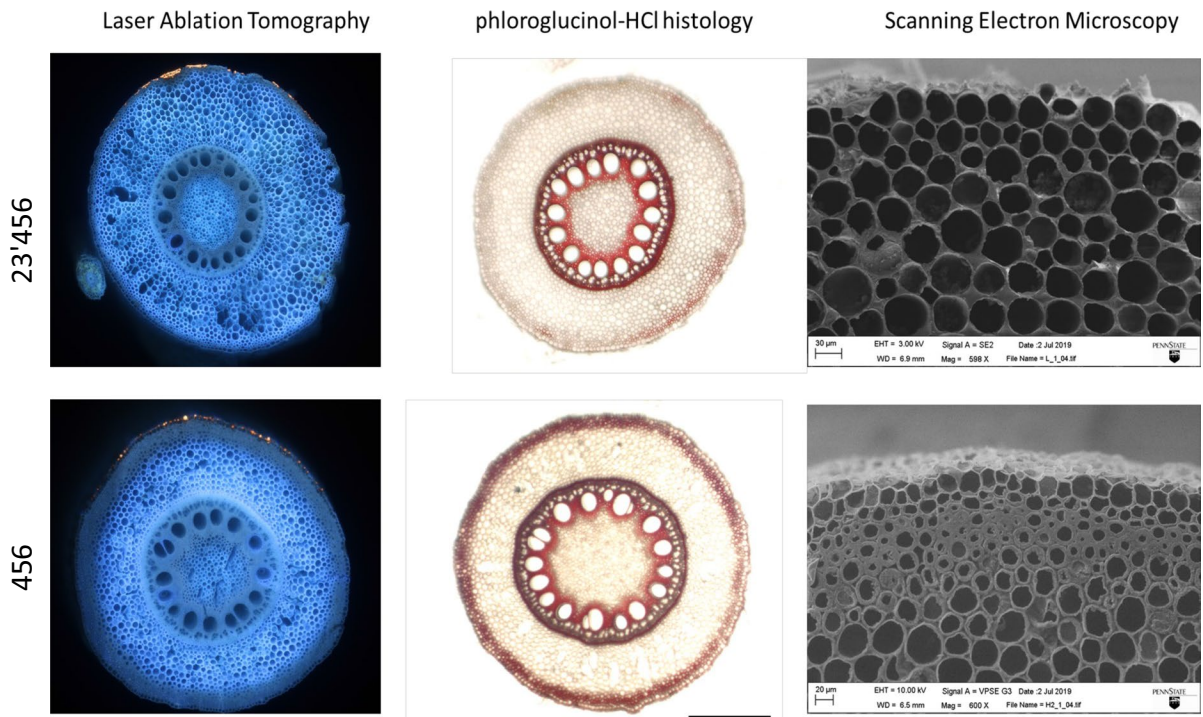 Laser Ablation Tomography
phloroglucinol-HCl histology
Scanning Electron Microscopy
23'456
30 µm
EHT = 3.00 kV
Signal A = SE2
Date :2 Jul 2019
PENNSTATE
WD = 6.9 mm
Mag = 598 X
File Name = L_1_04.tif
456
20 µm
EHT = 10.00 kV
Signal A = VPSE G3
Date :2 Jul 2019
PENNSTATE
WD = 6.5 mm
Mag = 600 X
File Name = H2_1_04.tif